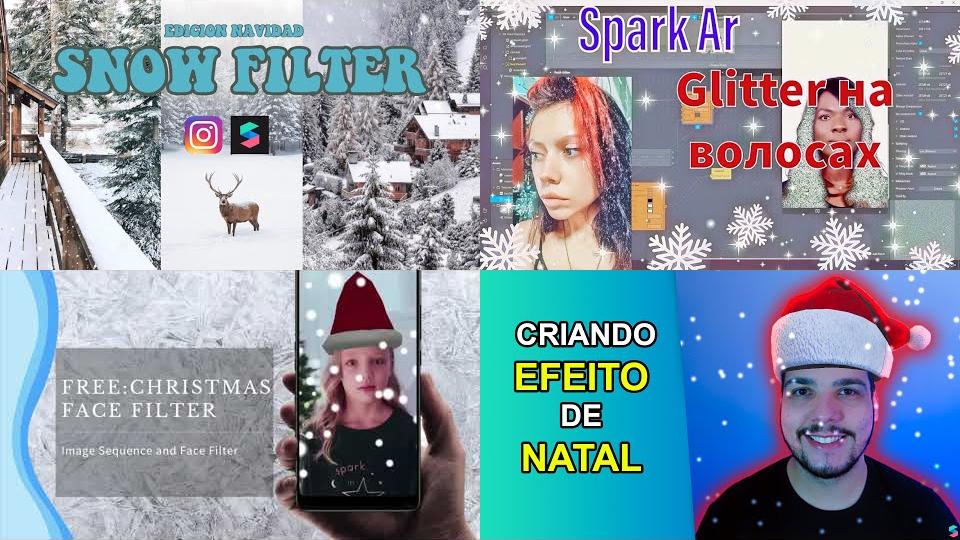 EDICION NAVIDAD
SNOW FILTER
Spark Ar
Glitter на
волосах
FREE:CHRISTMAS
FACE FILTER
Image Sequence and Face Filter
spark
CRIANDO
EFEITO
DE
NATAL